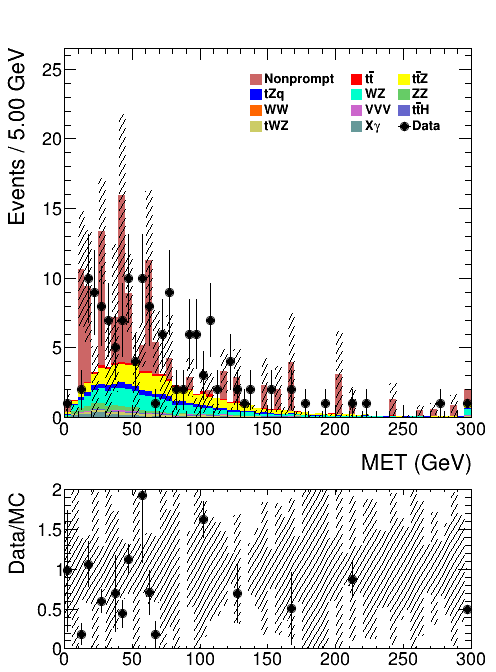 Events / 5.00 GeV
25
20
15
10
5
0
Nonprompt tt̄ tt̄Z
tZq WZ ZZ
WW VVV tt̄H
tWZ Xγ Data
0 50 100 150 200 250 300
MET (GeV)
Data/MC
2
1.5
1
0.5
0
0 50 100 150 200 250 300